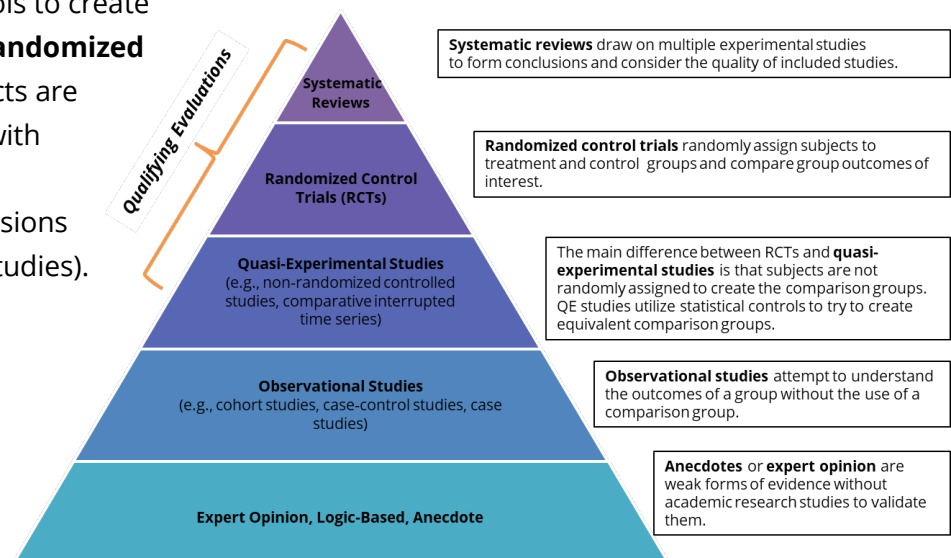 ols to create
andomized
cts are
with
sions
tudies).
Qualifying Evaluations
Systematic
Reviews
Randomized Control
Trials (RCTs)
Quasi-Experimental Studies
(e.g., non-randomized controlled
studies, comparative interrupted
time series)
Observational Studies
(e.g., cohort studies, case-control studies, case
studies)
Expert Opinion, Logic-Based, Anecdote
Systematic reviews draw on multiple experimental studies
to form conclusions and consider the quality of included studies.
Randomized control trials randomly assign subjects to
treatment and control groups and compare group outcomes of
interest.
The main difference between RCTs and quasi-
experimental studies is that subjects are not
randomly assigned to create the comparison groups.
QE studies utilize statistical controls to try to create
equivalent comparison groups.
Observational studies attempt to understand
the outcomes of a group without the use of a
comparison group.
Anecdotes or expert opinion are
weak forms of evidence without
academic research studies to validate
them.